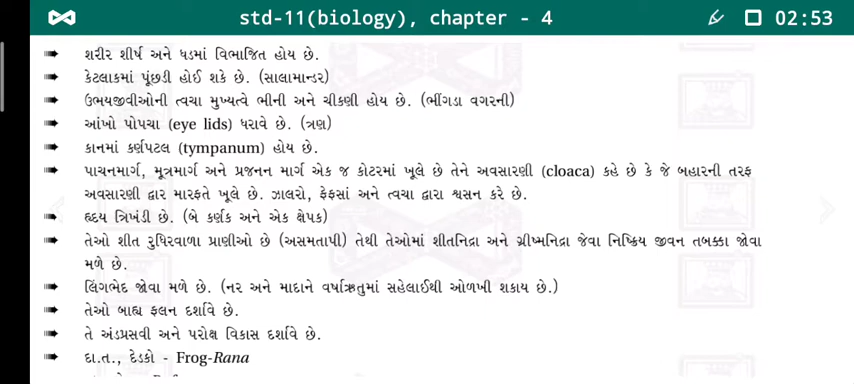 std-11(biology), chapter - 4
02:53
શરીર શીર્ષ અને ધડમાં વિભાજિત હોય છે.
કેટલાકમાં પૂંછડી હોઈ શકે છે. (સાલામાન્ડર)
ઉભયજીવીઓની ત્વચા મુખ્યત્વે ભીની અને ચીકણી હોય છે. (ભીંગડા વગરની)
આંખો પોપચા (eye lids) ધરાવે છે. (ત્રણ)
કાનમાં કર્ણપટલ (tympanum) હોય છે.
પાચનમાર્ગ, મૂત્રમાર્ગ અને પ્રજનન માર્ગ એક જ કોટરમાં ખૂલે છે તેને અવસારણી (cloaca) કહે છે કે જે બહારની તરફ
અવસારણી દ્વાર મારફતે ખૂલે છે. ઝાલરો, ફેફસાં અને ત્વચા દ્વારા શ્વસન કરે છે.
હૃદય ત્રિખંડી છે. (બે કર્ણક અને એક ક્ષેપક)
તેઓ શીત રુધિરવાળા પ્રાણીઓ છે (અસમતાપી) તેથી તેઓમાં શીતનિદ્રા અને ગ્રીષ્મનિદ્રા જેવા નિષ્ક્રિય જીવન તબક્કા જોવા
મળે છે.
લિંગભેદ જોવા મળે છે. (નર અને માદાને વર્ષાઋતુમાં સહેલાઈથી ઓળખી શકાય છે.)
તેઓ બાહ્ય ફલન દર્શાવે છે.
તે અંડપ્રસવી અને પરોક્ષ વિકાસ દર્શાવે છે.
દા.ત., દેડકો - Frog-Rana